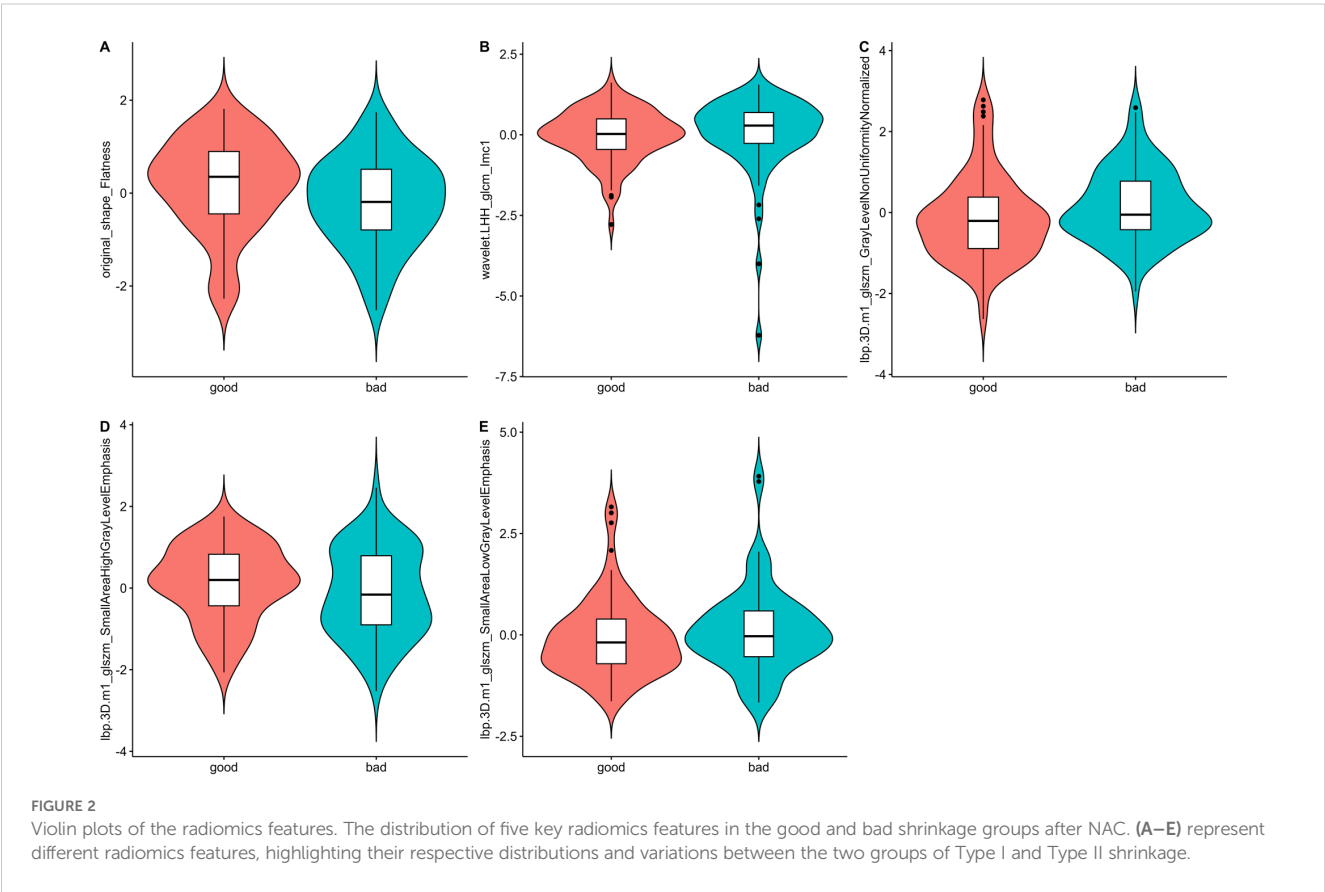 A
original_shape_Flatness
2
0
-2
good bad
B
wavelet.LHH_glcm_Imc1
2.5
0.0
-2.5
-5.0
-7.5
good bad
C
lbp.3D.m1_glszm_GrayLevelNonUniformityNormalized
4
2
0
-2
-4
good bad
D
lbp.3D.m1_glszm_SmallAreaHighGrayLevelEmphasis
4
2
0
-2
-4
good bad
E
lbp.3D.m1_glszm_SmallAreaLowGrayLevelEmphasis
5.0
2.5
0.0
-2.5
good bad
FIGURE 2
Violin plots of the radiomics features. The distribution of five key radiomics features in the good and bad shrinkage groups after NAC. (A–E) represent
different radiomics features, highlighting their respective distributions and variations between the two groups of Type I and Type II shrinkage.